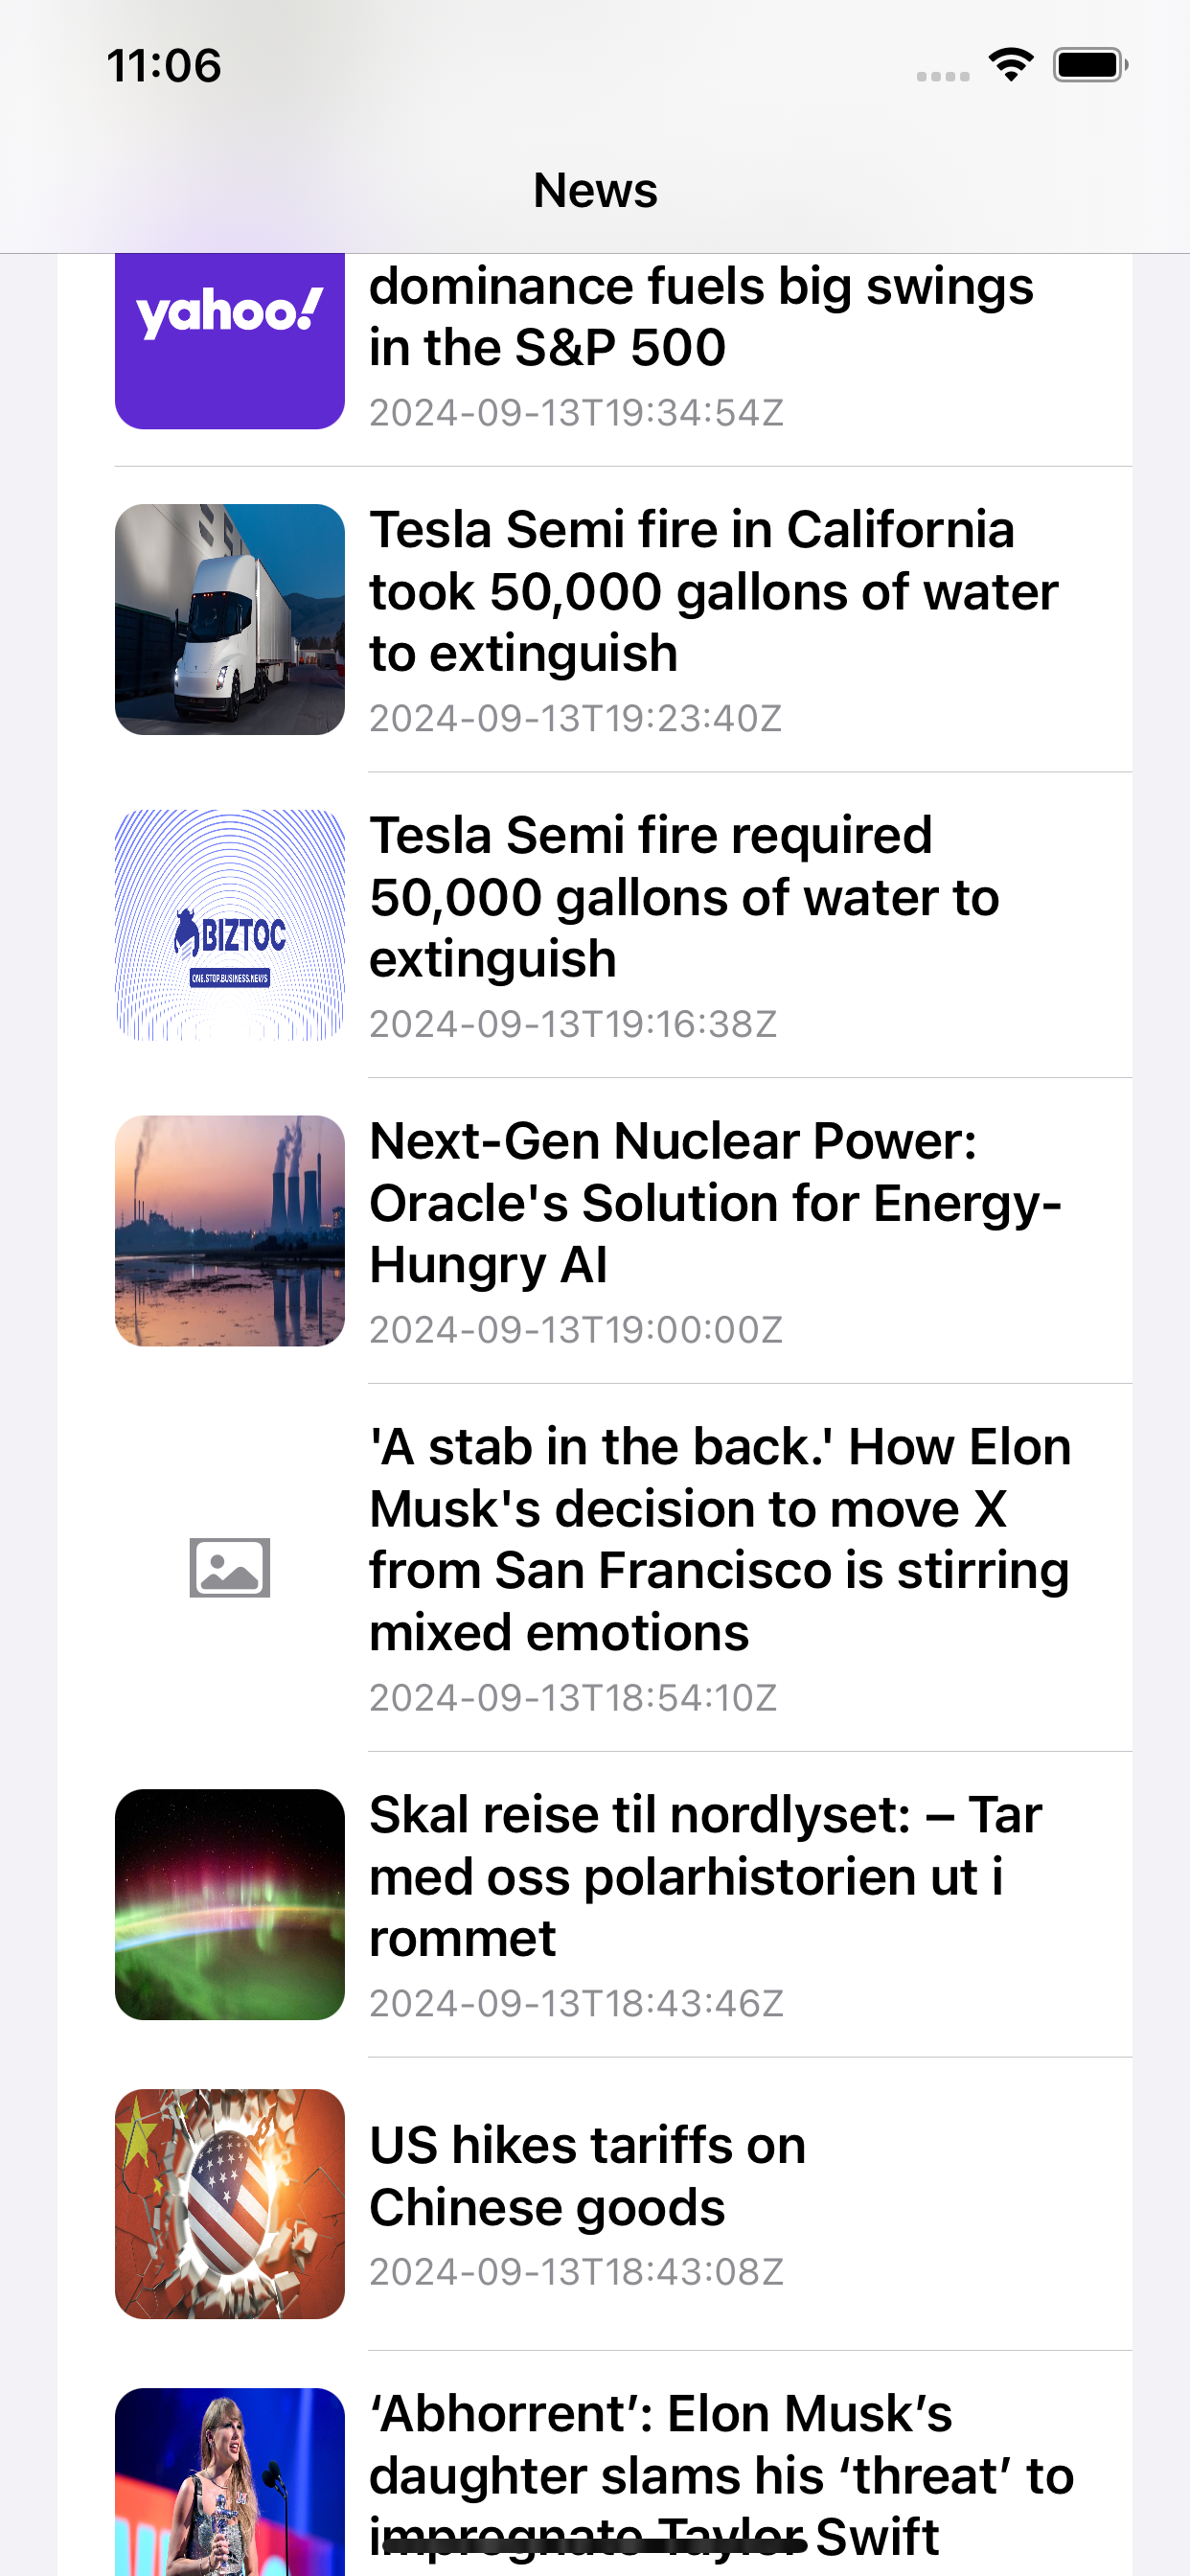 11:06
News
yahoo!
dominance fuels big swings
in the S&P 500
2024-09-13T19:34:54Z
Tesla Semi fire in California
took 50,000 gallons of water
to extinguish
2024-09-13T19:23:40Z
BIZTOC
ONE.STOP.BUSINESS.NEWS
Tesla Semi fire required
50,000 gallons of water to
extinguish
2024-09-13T19:16:38Z
Next-Gen Nuclear Power:
Oracle's Solution for Energy-
Hungry AI
2024-09-13T19:00:00Z
'A stab in the back.' How Elon
Musk's decision to move X
from San Francisco is stirring
mixed emotions
2024-09-13T18:54:10Z
Skal reise til nordlyset: – Tar
med oss polarhistorien ut i
rommet
2024-09-13T18:43:46Z
US hikes tariffs on
Chinese goods
2024-09-13T18:43:08Z
‘Abhorrent’: Elon Musk’s
daughter slams his ‘threat’ to
impregnate Taylor Swift